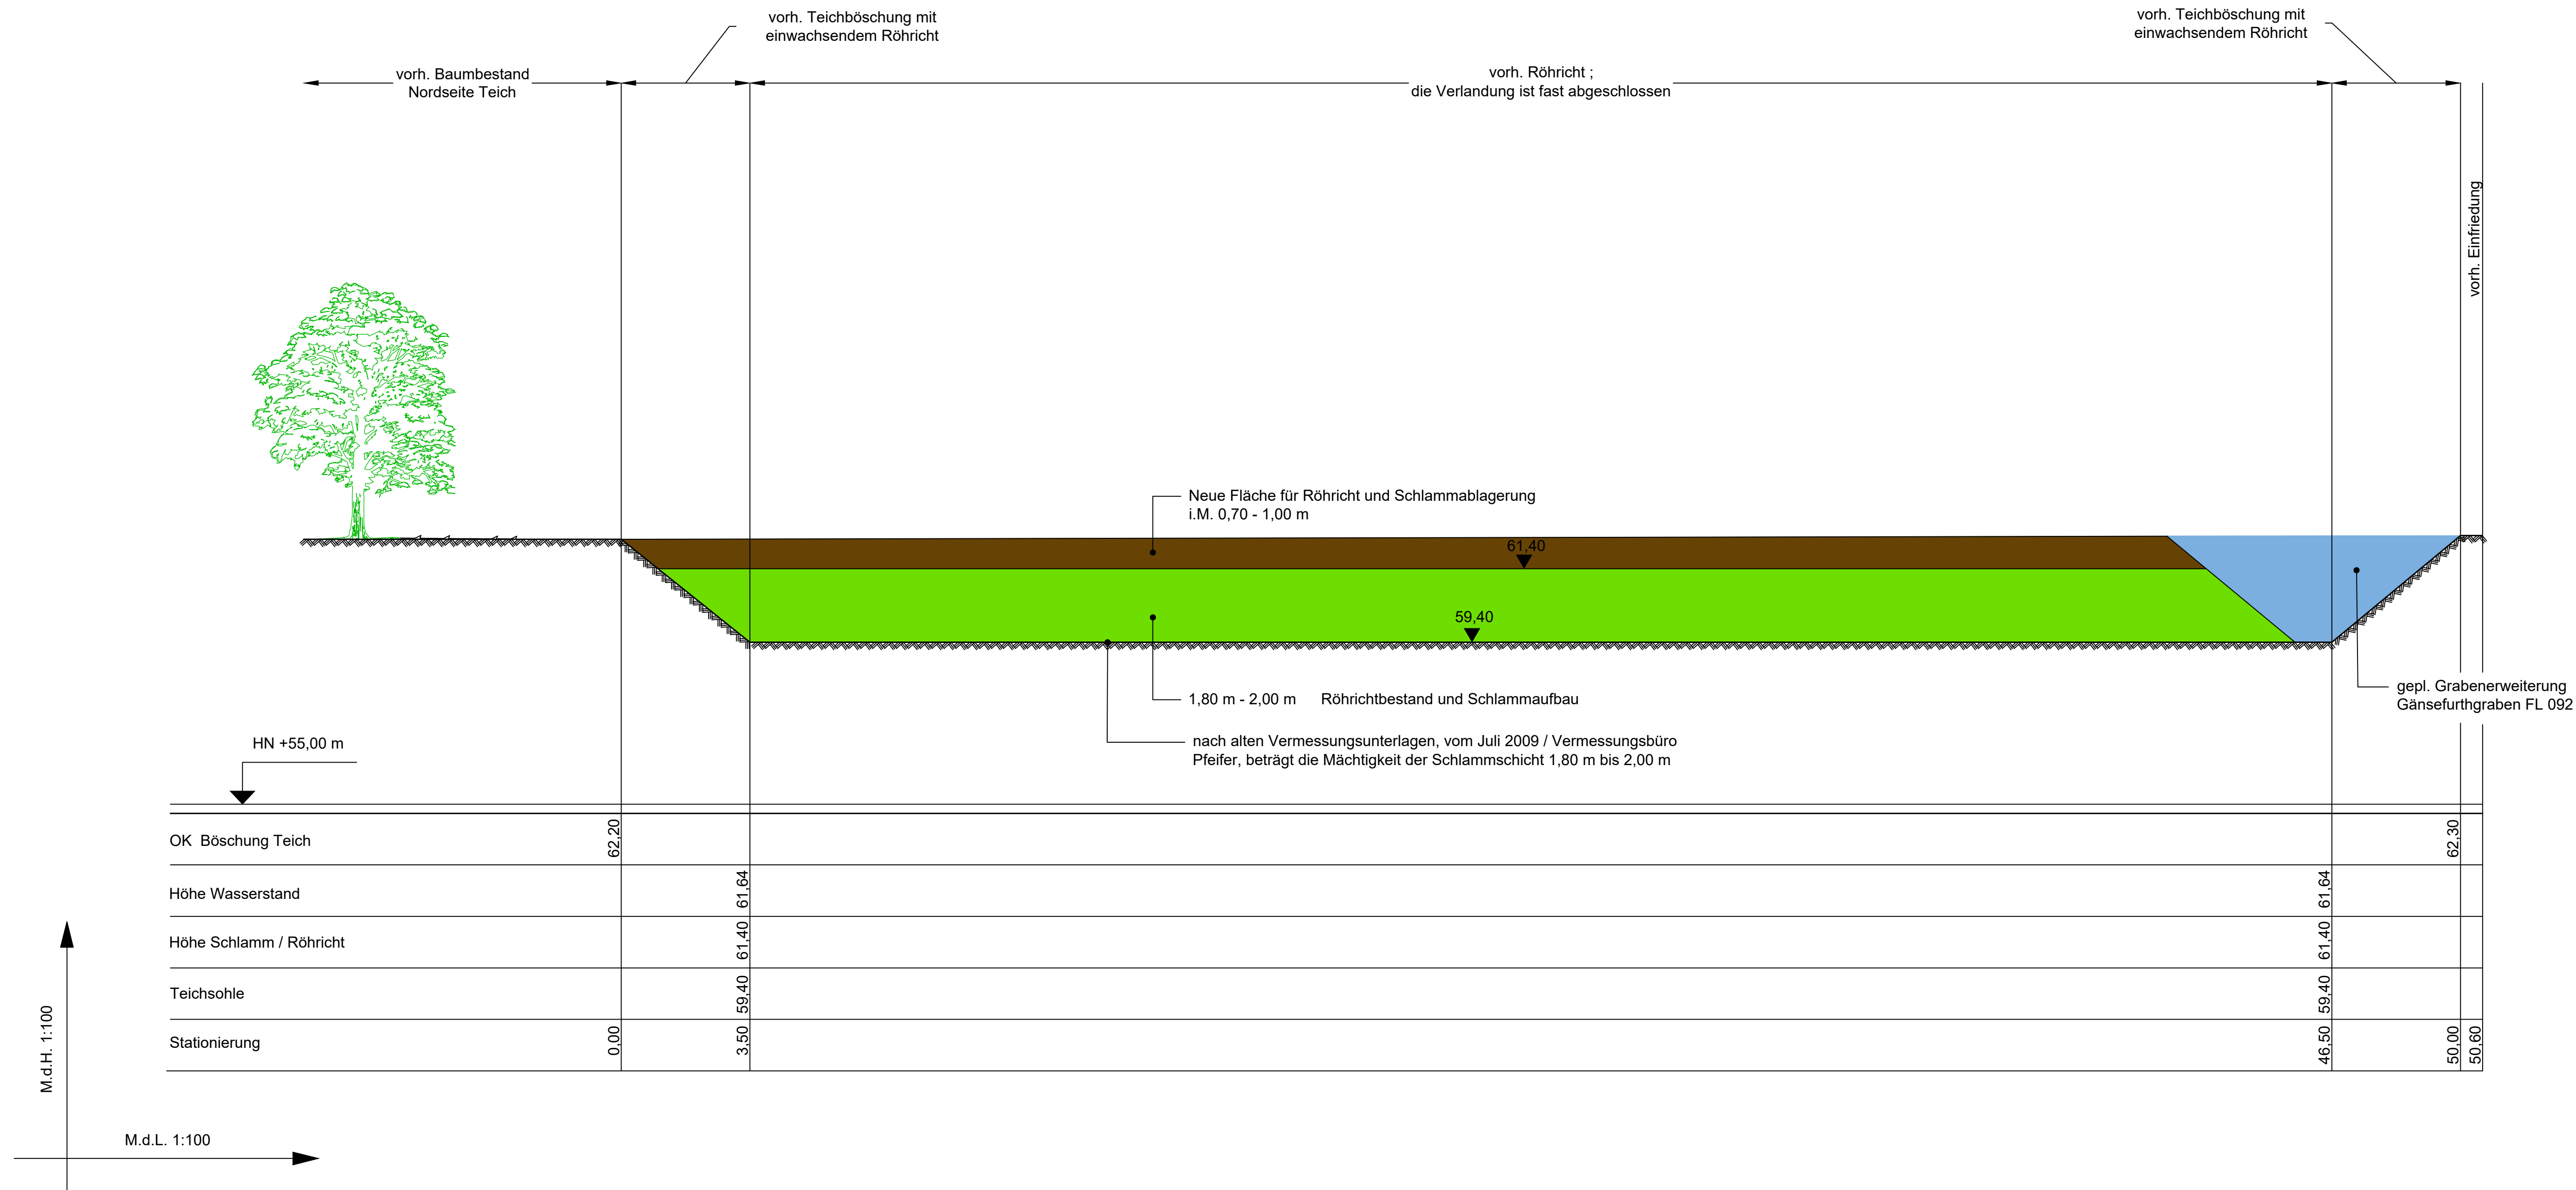 vorh. Teichböschung mit
einwachsendem Röhricht
vorh. Teichböschung mit
einwachsendem Röhricht
vorh. Baumbestand
Nordseite Teich
vorh. Röhricht ;
die Verlandung ist fast abgeschlossen
vorh. Einfriedung
Neue Fläche für Röhricht und Schlammablagerung
i.M. 0,70 - 1,00 m
61,40
59,40
1,80 m - 2,00 m Röhrichtbestand und Schlammaufbau
gepl. Grabenerweiterung
Gänsefurthgraben FL 092
nach alten Vermessungsunterlagen, vom Juli 2009 / Vermessungsbüro
Pfeifer, beträgt die Mächtigkeit der Schlammschicht 1,80 m bis 2,00 m
HN +55,00 m
OK Böschung Teich 62,20 62,30
Höhe Wasserstand 61,64 61,64
Höhe Schlamm / Röhricht 61,40 61,40
Teichsohle 59,40 59,40
Stationierung 0,00 3,50 46,50 50,00 50,60
M.d.H. 1:100
M.d.L. 1:100